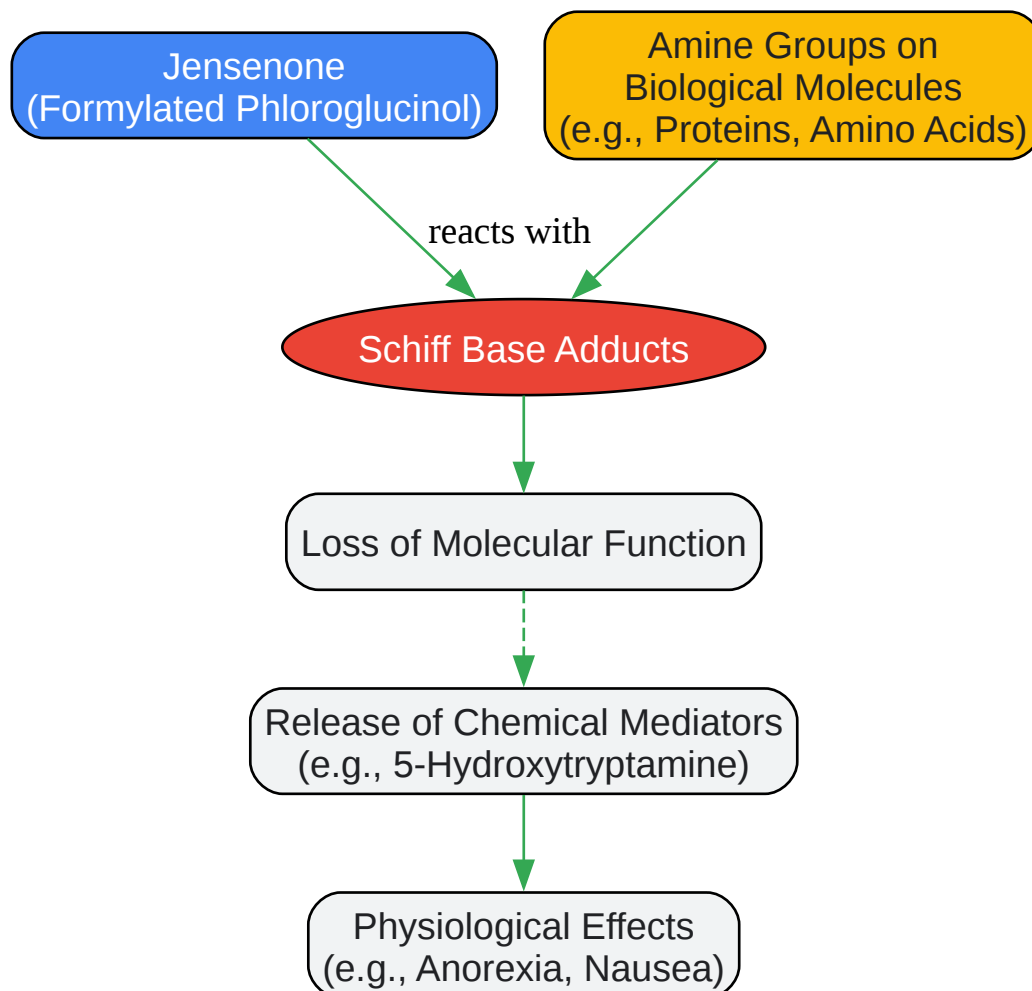 Jensenone
(Formylated Phloroglucinol)
Amine Groups on
Biological Molecules
(e.g., Proteins, Amino Acids)
reacts with
Schiff Base Adducts
Loss of Molecular Function
Release of Chemical Mediators
(e.g., 5-Hydroxytryptamine)
Physiological Effects
(e.g., Anorexia, Nausea)